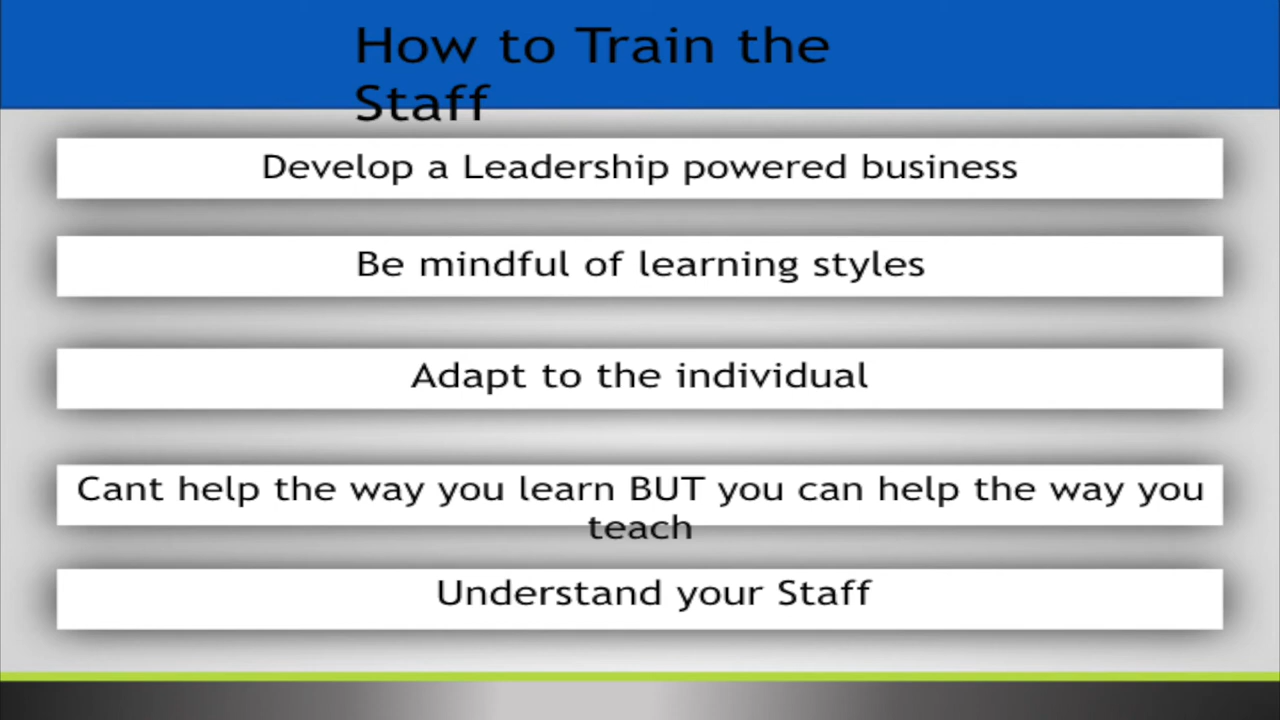 How to Train the
Staff
Develop a Leadership powered business
Be mindful of learning styles
Adapt to the individual
Cant help the way you learn BUT you can help the way you
teach
Understand your Staff